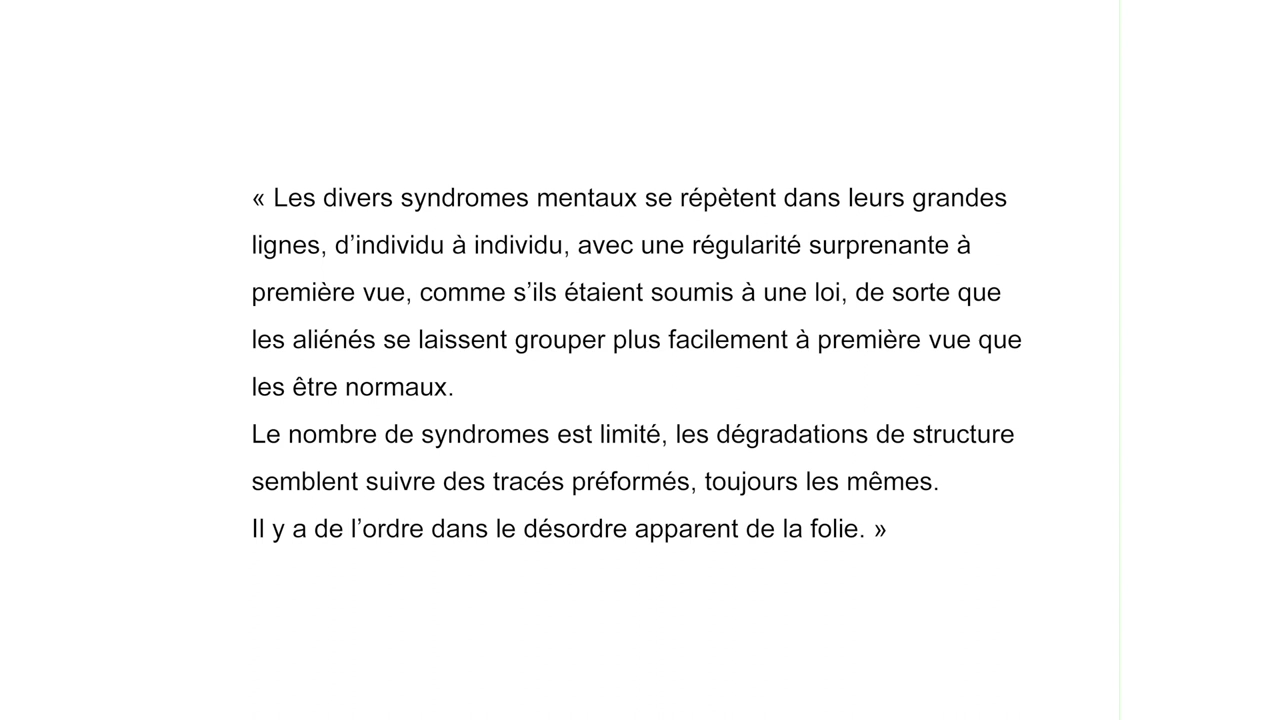 « Les divers syndromes mentaux se répètent dans leurs grandes
lignes, d’individu à individu, avec une régularité surprenante à
première vue, comme s’ils étaient soumis à une loi, de sorte que
les aliénés se laissent grouper plus facilement à première vue que
les être normaux.
Le nombre de syndromes est limité, les dégradations de structure
semblent suivre des tracés préformés, toujours les mêmes.
Il y a de l’ordre dans le désordre apparent de la folie. »